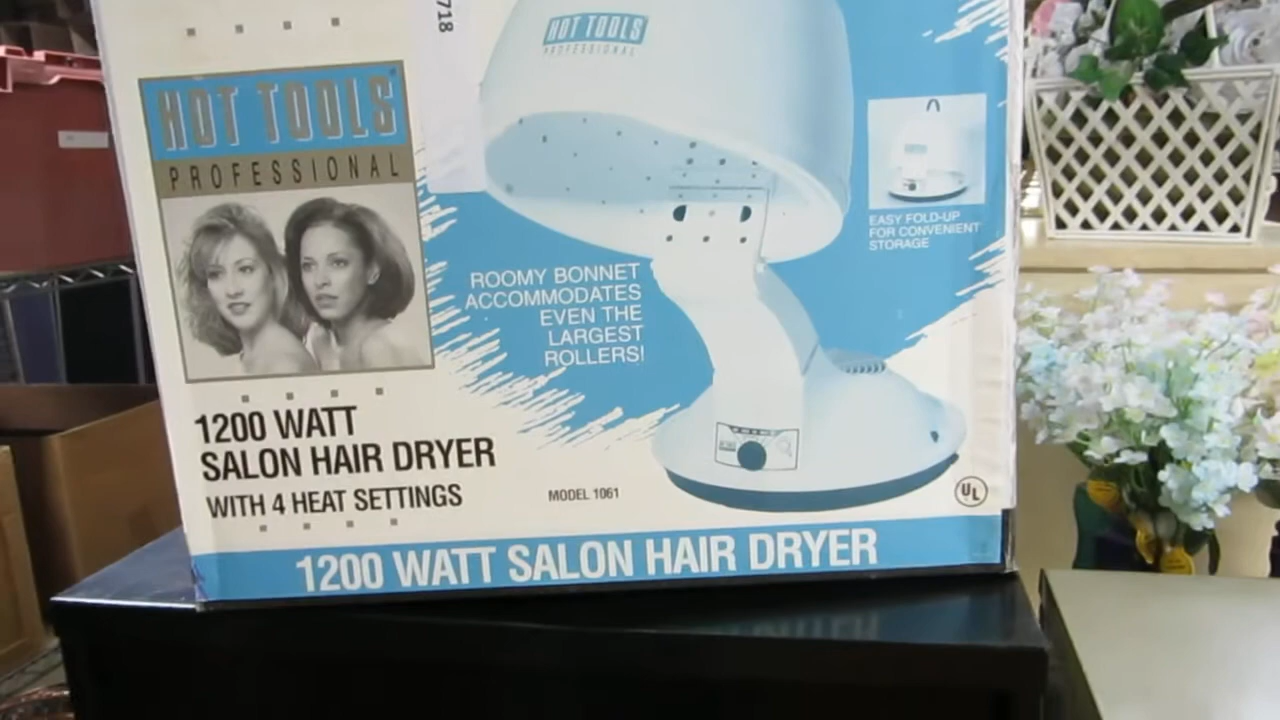 718
HOT TOOLS
PROFESSIONAL
HOT TOOLS
PROFESSIONAL
ROOMY BONNET
ACCOMMODATES
EVEN THE
LARGEST
ROLLERS!
EASY FOLD-UP
FOR CONVENIENT
STORAGE
1200 WATT
SALON HAIR DRYER
WITH 4 HEAT SETTINGS
MODEL 1061
UL
1200 WATT SALON HAIR DRYER